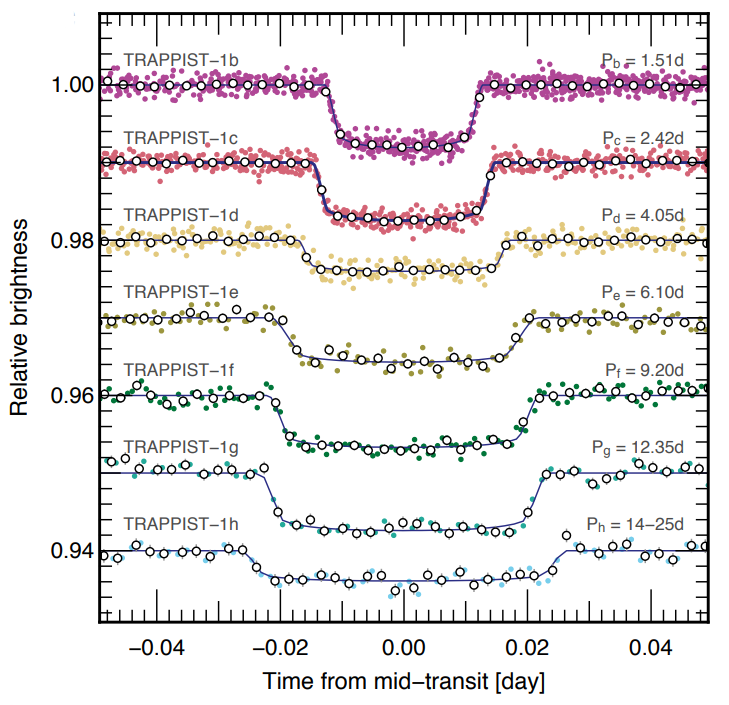 TRAPPIST−1b P_b = 1.51d
1.00
TRAPPIST−1c P_c = 2.42d
TRAPPIST−1d P_d = 4.05d
0.98
TRAPPIST−1e P_e = 6.10d
TRAPPIST−1f P_f = 9.20d
0.96
TRAPPIST−1g P_g = 12.35d
TRAPPIST−1h P_h = 14−25d
0.94
Relative brightness
−0.04 −0.02 0.00 0.02 0.04
Time from mid−transit [day]